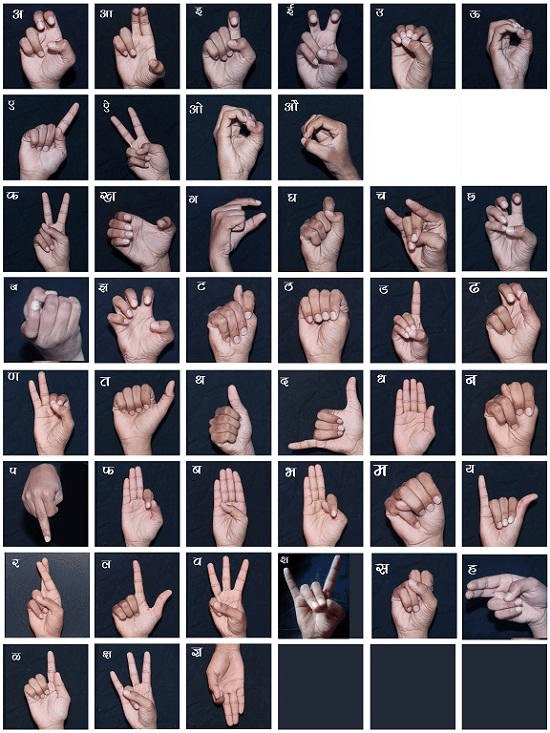 अ आ इ ई उ ऊ
ए ऐ ओ औ
क ख ग घ च छ
ज झ ट ठ ड ढ
ण त थ द ध न
प फ ब भ म य
र ल व श स ह
ळ क्ष ज्ञ